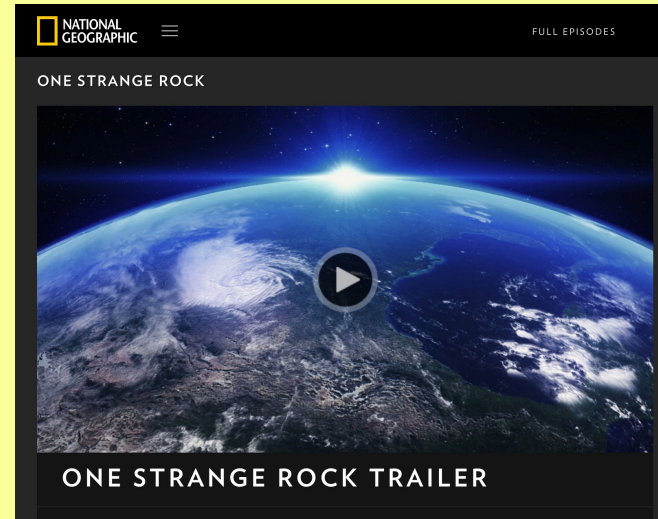 NATIONAL
GEOGRAPHIC
FULL EPISODES
ONE STRANGE ROCK
ONE STRANGE ROCK TRAILER